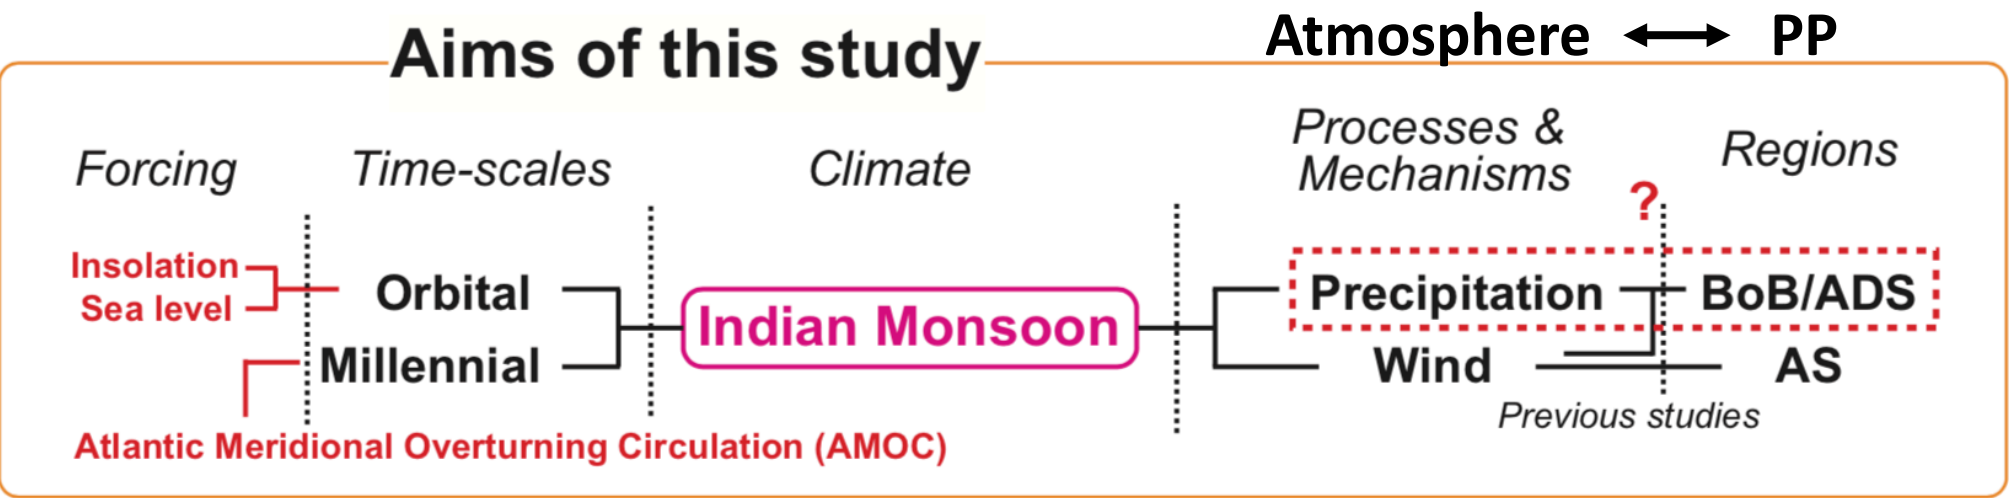 Aims of this study
Atmosphere ↔ PP
Forcing
Time-scales
Climate
Processes &
Mechanisms
Regions
?
Insolation
Sea level
Orbital
Millennial
Indian Monsoon
Precipitation
BoB/ADS
Wind
AS
Previous studies
Atlantic Meridional Overturning Circulation (AMOC)